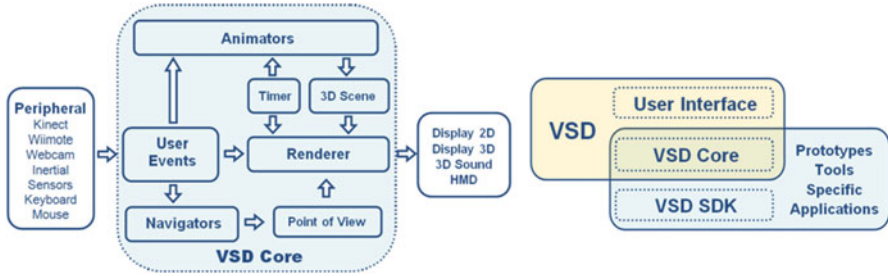 Animators
Peripheral
Kinect
Wiimote
Webcam
Inertial
Sensors
Keyboard
Mouse
Timer
3D Scene
User
Events
Renderer
Navigators
Point of View
VSD Core
Display 2D
Display 3D
3D Sound
HMD
VSD
User Interface
VSD Core
VSD SDK
Prototypes
Tools
Specific
Applications